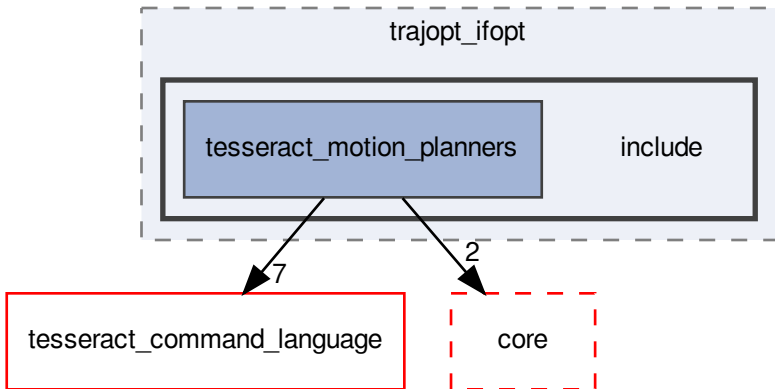 trajopt_ifopt
tesseract_motion_planners
include
7
2
tesseract_command_language
core